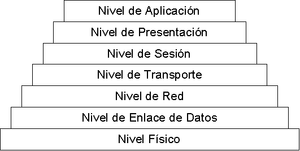 Nivel de Aplicación
Nivel de Presentación
Nivel de Sesión
Nivel de Transporte
Nivel de Red
Nivel de Enlace de Datos
Nivel Físico